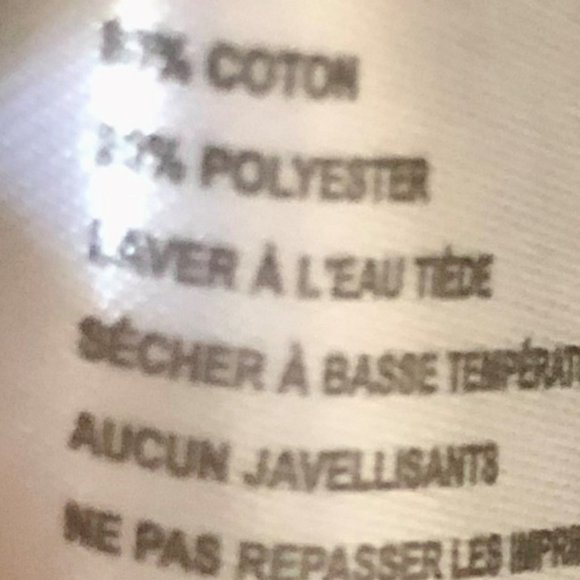 % COTON
% POLYESTER
LAVER À L'EAU TIÈDE
SÉCHER À BASSE
AUCUN JAVELLISANTS
NE PAS REPASSER LES